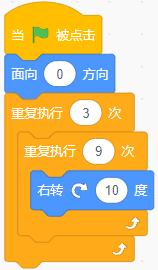 当 被点击
面向 0 方向
重复执行 3 次
重复执行 9 次
右转 10 度